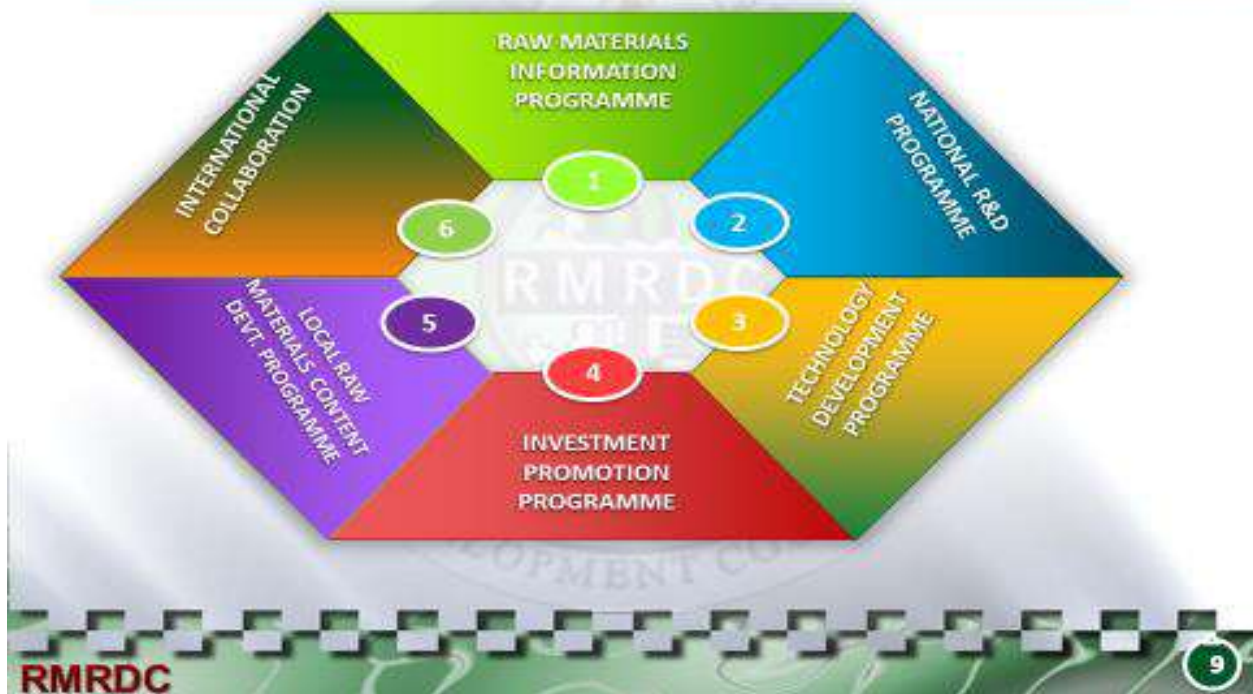 RAW MATERIALS
INFORMATION
PROGRAMME
1
NATIONAL R&D
PROGRAMME
2
TECHNOLOGY
DEVELOPMENT
PROGRAMME
3
INVESTMENT
PROMOTION
PROGRAMME
4
LOCAL RAW
MATERIALS CONTENT
DEVT. PROGRAMME
5
INTERNATIONAL
COLLABORATION
6
RMRDC
RMRDC
9